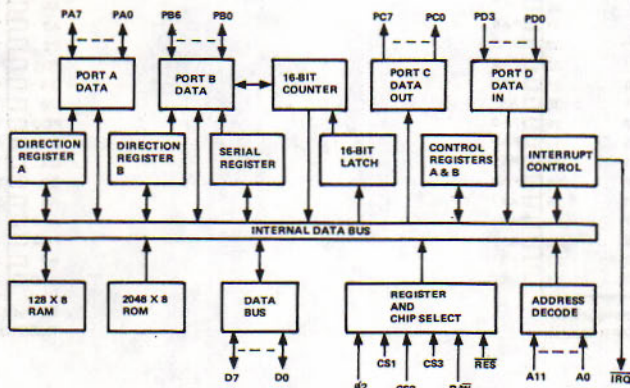 PA7 PA0 PB6 PB0 PC7 PC0 PD3 PD0
PORT A
DATA
PORT B
DATA
16-BIT
COUNTER
PORT C
DATA
OUT
PORT D
DATA
IN
DIRECTION
REGISTER
A
DIRECTION
REGISTER
B
SERIAL
REGISTER
16-BIT
LATCH
CONTROL
REGISTERS
A & B
INTERRUPT
CONTROL
INTERNAL DATA BUS
128 X 8
RAM
2048 X 8
ROM
DATA
BUS
REGISTER
AND
CHIP SELECT
ADDRESS
DECODE
CS1 CS3 RES
D7 D0 A11 A0 IRQ